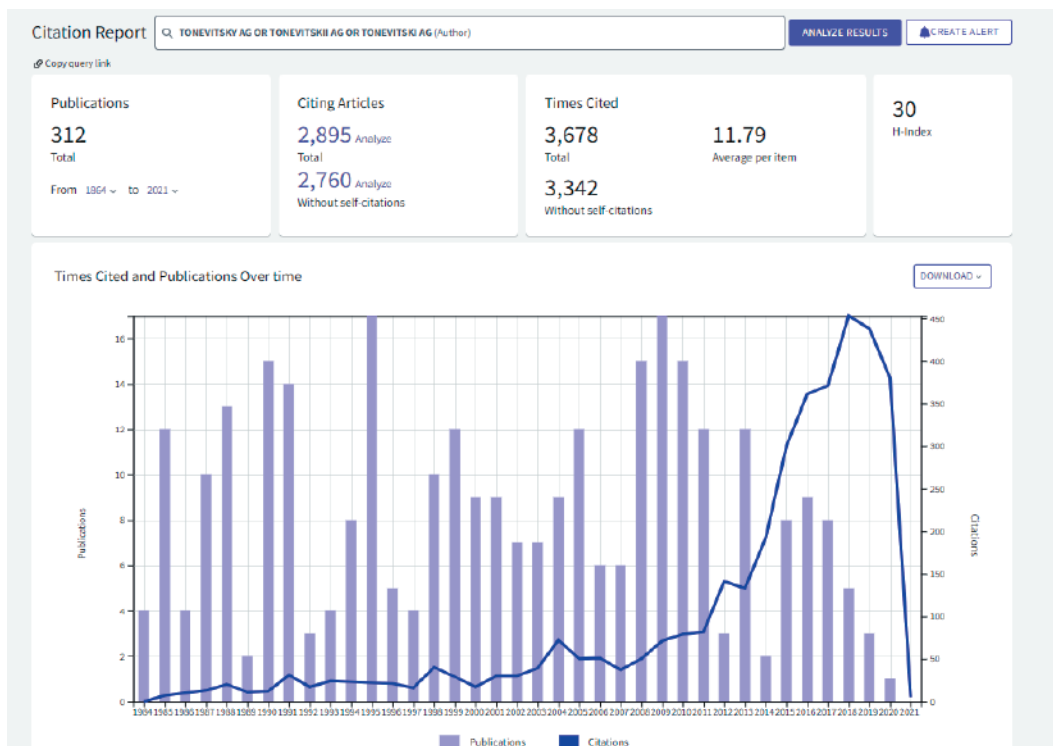 Citation Report
TONEVITSKY AG OR TONEVITSKII AG OR TONEVITSKI AG (Author)
ANALYZE RESULTS
CREATE ALERT
Copy query link
Publications
312
Total
From 1864 to 2021
Citing Articles
2,895 Analyze
Total
2,760 Analyze
Without self-citations
Times Cited
3,678
Total
11.79
Average per item
3,342
Without self-citations
30
H-Index
Times Cited and Publications Over time
DOWNLOAD
Publications
16
14
12
10
8
6
4
2
0
450
400
350
300
250
200
150
100
50
0
Citations
1984 1985 1986 1987 1988 1989 1990 1991 1992 1993 1994 1995 1996 1997 1998 1999 2000 2001 2002 2003 2004 2005 2006 2007 2008 2009 2010 2011 2012 2013 2014 2015 2016 2017 2018 2019 2020 2021
Publications Citations